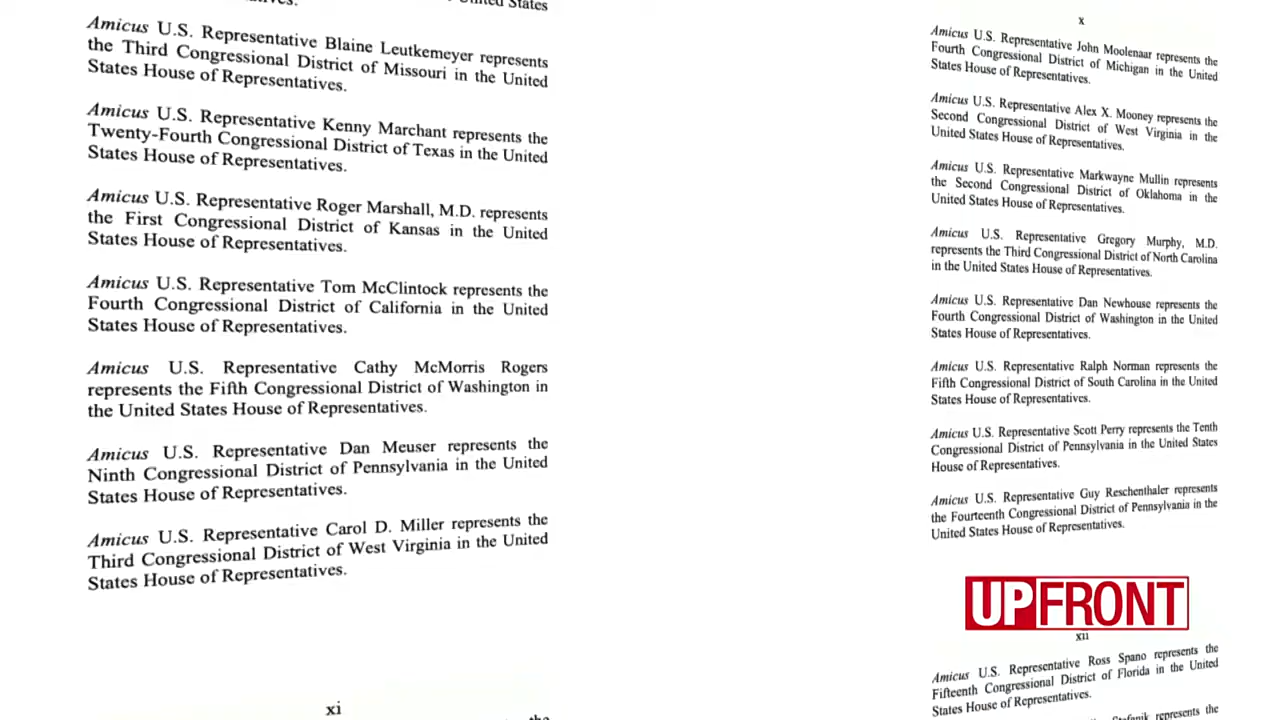 United States
Amicus U.S. Representative Blaine Leutkemeyer represents
the Third Congressional District of Missouri in the United
States House of Representatives.
Amicus U.S. Representative Kenny Marchant represents the
Twenty-Fourth Congressional District of Texas in the United
States House of Representatives.
Amicus U.S. Representative Roger Marshall, M.D. represents
the First Congressional District of Kansas in the United
States House of Representatives.
Amicus U.S. Representative Tom McClintock represents the
Fourth Congressional District of California in the United
States House of Representatives.
Amicus U.S. Representative Cathy McMorris Rogers
represents the Fifth Congressional District of Washington in
the United States House of Representatives.
Amicus U.S. Representative Dan Meuser represents the
Ninth Congressional District of Pennsylvania in the United
States House of Representatives.
Amicus U.S. Representative Carol D. Miller represents the
Third Congressional District of West Virginia in the United
States House of Representatives.
xi
x
Amicus U.S. Representative John Moolenaar represents the
Fourth Congressional District of Michigan in the United
States House of Representatives.
Amicus U.S. Representative Alex X. Mooney represents the
Second Congressional District of West Virginia in the
United States House of Representatives.
Amicus U.S. Representative Markwayne Mullin represents
the Second Congressional District of Oklahoma in the
United States House of Representatives.
Amicus U.S. Representative Gregory Murphy, M.D.
represents the Third Congressional District of North Carolina
in the United States House of Representatives.
Amicus U.S. Representative Dan Newhouse represents the
Fourth Congressional District of Washington in the United
States House of Representatives.
Amicus U.S. Representative Ralph Norman represents the
Fifth Congressional District of South Carolina in the United
States House of Representatives.
Amicus U.S. Representative Scott Perry represents the Tenth
Congressional District of Pennsylvania in the United States
House of Representatives.
Amicus U.S. Representative Guy Reschenthaler represents
the Fourteenth Congressional District of Pennsylvania in the
United States House of Representatives.
UPFRONT
xii
Amicus U.S. Representative Ross Spano represents the
Fifteenth Congressional District of Florida in the United
States House of Representatives.
represents the